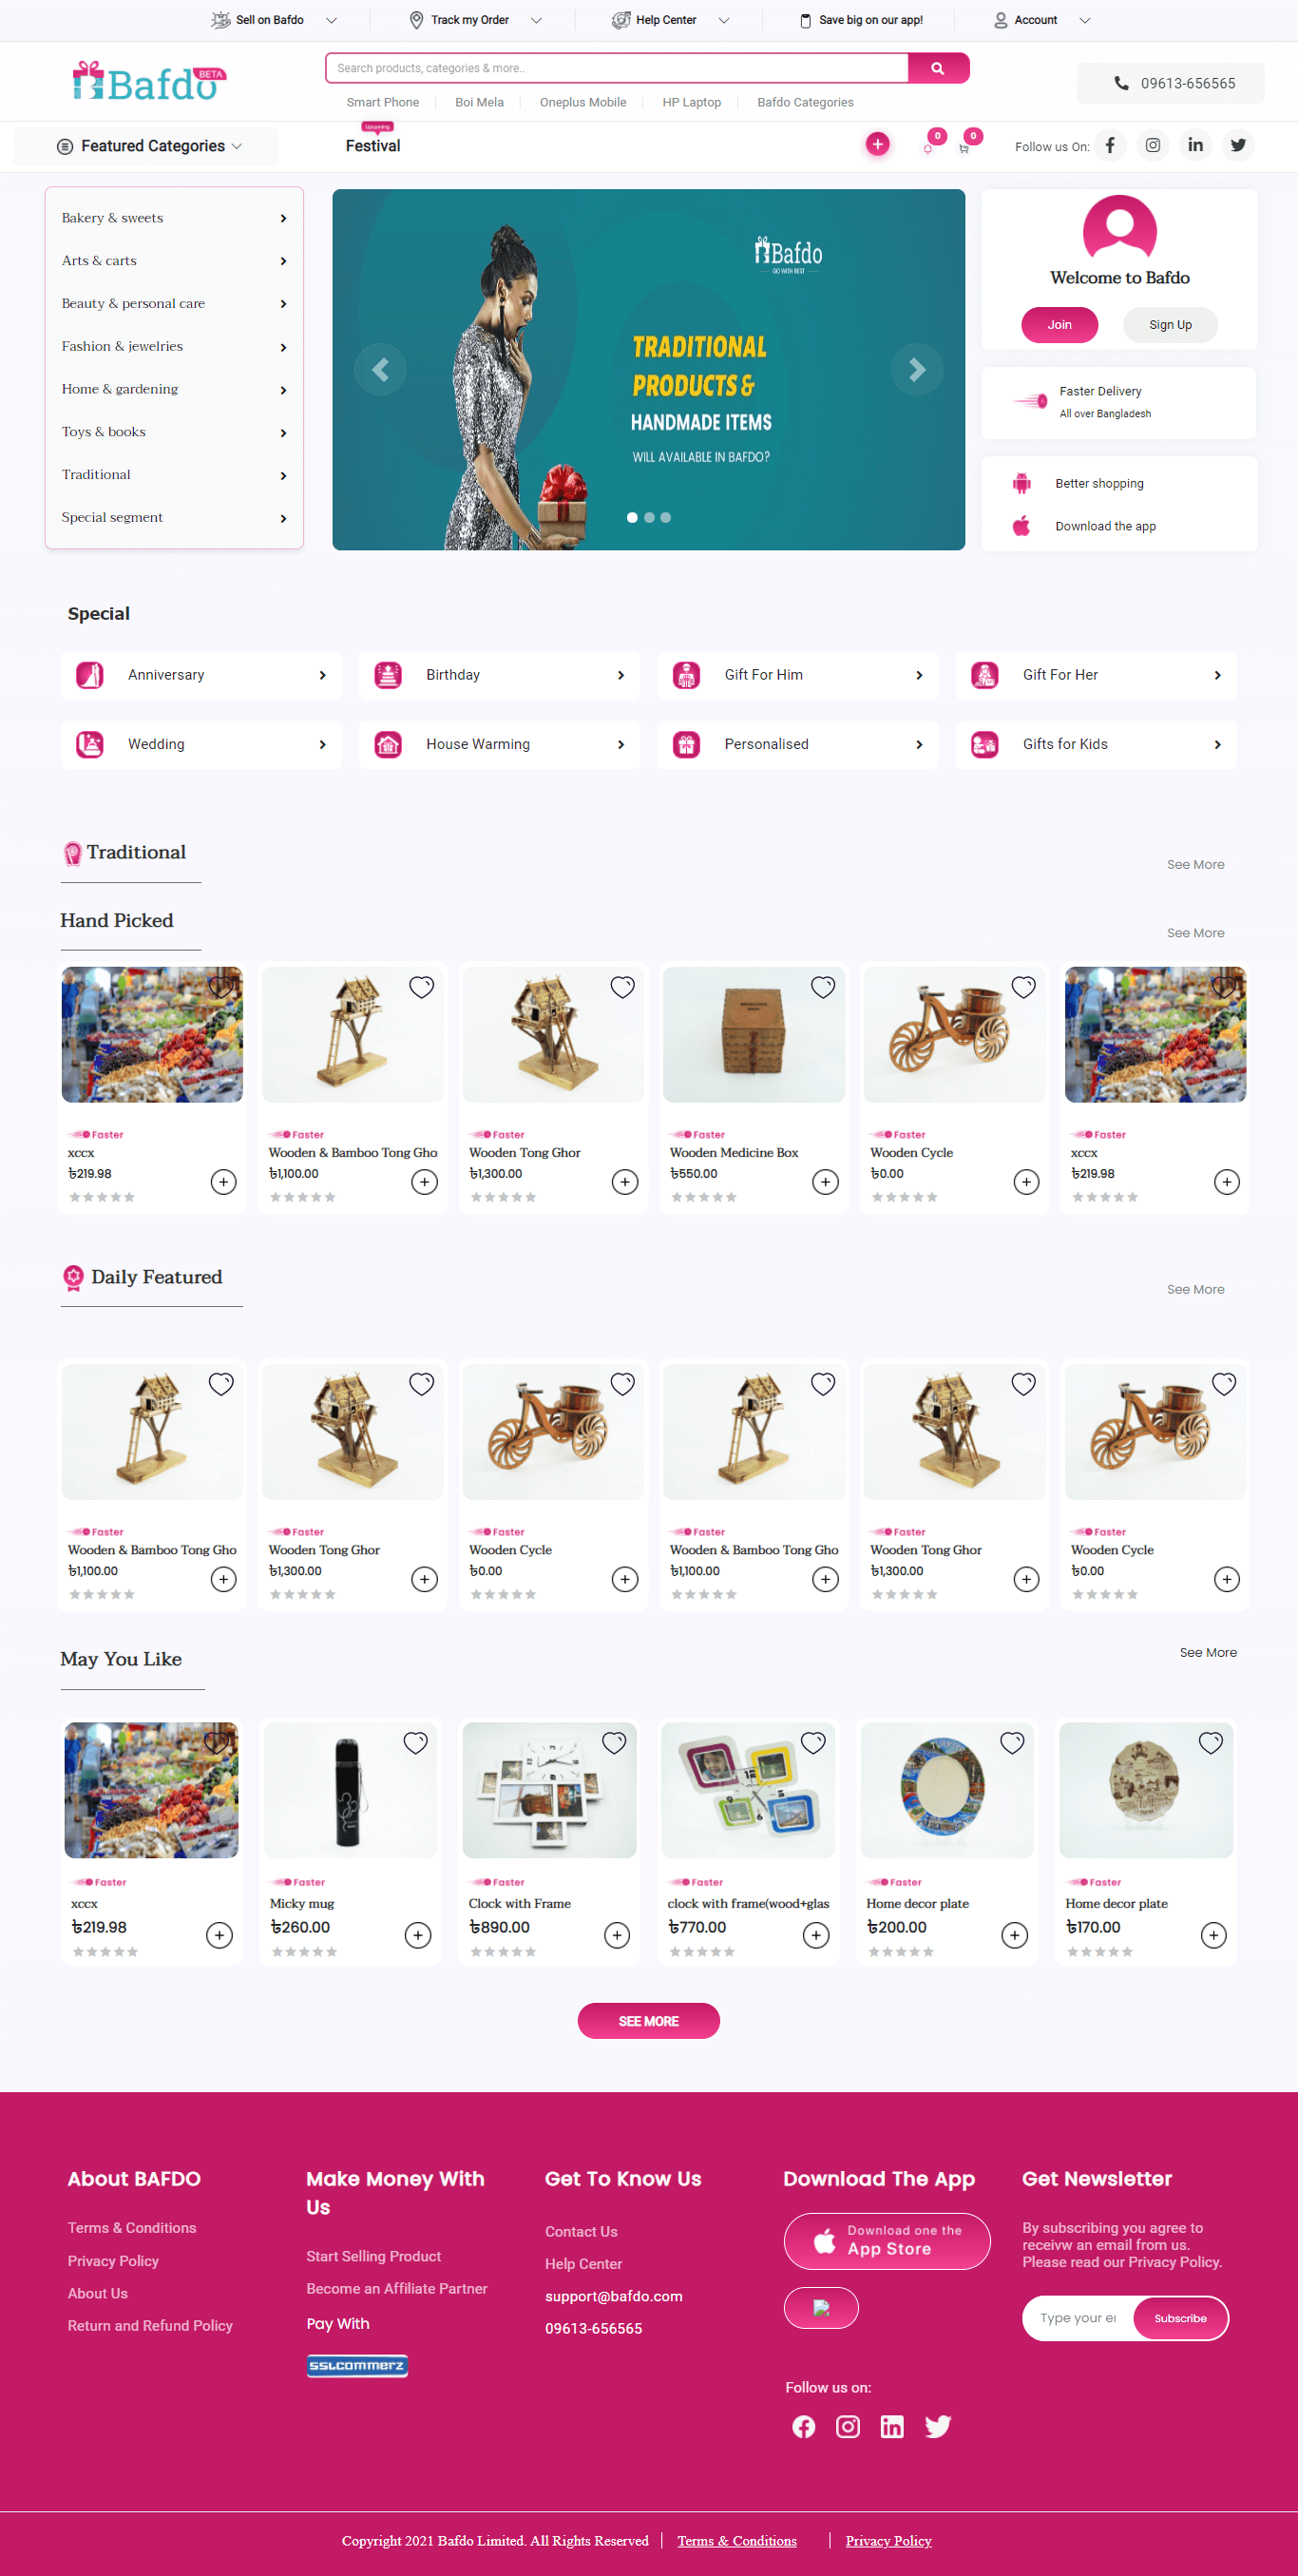 Sell on Bafdo
Track my Order
Help Center
Save big on our app!
Account
Bafdo BETA
Search products, categories & more..
Smart Phone
Boi Mela
Oneplus Mobile
HP Laptop
Bafdo Categories
09613-656565
Featured Categories
Upcoming
Festival
0
0
Follow us On:
Bakery & sweets
Arts & carts
Beauty & personal care
Fashion & jewelries
Home & gardening
Toys & books
Traditional
Special segment
Bafdo
GO WITH BEST
TRADITIONAL
PRODUCTS &
HANDMADE ITEMS
WILL AVAILABLE IN BAFDO?
Welcome to Bafdo
Join
Sign Up
Faster Delivery
All over Bangladesh
Better shopping
Download the app
Special
Anniversary
Birthday
Gift For Him
Gift For Her
Wedding
House Warming
Personalised
Gifts for Kids
Traditional
See More
Hand Picked
See More
Faster
xccx
৳219.98
Faster
Wooden & Bamboo Tong Gho
৳1,100.00
Faster
Wooden Tong Ghor
৳1,300.00
Faster
Wooden Medicine Box
৳550.00
Faster
Wooden Cycle
৳0.00
Faster
xccx
৳219.98
Daily Featured
See More
Faster
Wooden & Bamboo Tong Gho
৳1,100.00
Faster
Wooden Tong Ghor
৳1,300.00
Faster
Wooden Cycle
৳0.00
Faster
Wooden & Bamboo Tong Gho
৳1,100.00
Faster
Wooden Tong Ghor
৳1,300.00
Faster
Wooden Cycle
৳0.00
May You Like
See More
Faster
xccx
৳219.98
Faster
Micky mug
৳260.00
Faster
Clock with Frame
৳890.00
Faster
clock with frame(wood+glas
৳770.00
Faster
Home decor plate
৳200.00
Faster
Home decor plate
৳170.00
SEE MORE
About BAFDO
Terms & Conditions
Privacy Policy
About Us
Return and Refund Policy
Make Money With
Us
Start Selling Product
Become an Affiliate Partner
Pay With
SSLCOMMERZ
Get To Know Us
Contact Us
Help Center
support@bafdo.com
09613-656565
Download The App
Download one the
App Store
Follow us on:
Get Newsletter
By subscribing you agree to
receivw an email from us.
Please read our Privacy Policy.
Type your er
Subscribe
Copyright 2021 Bafdo Limited. All Rights Reserved
Terms & Conditions
Privacy Policy